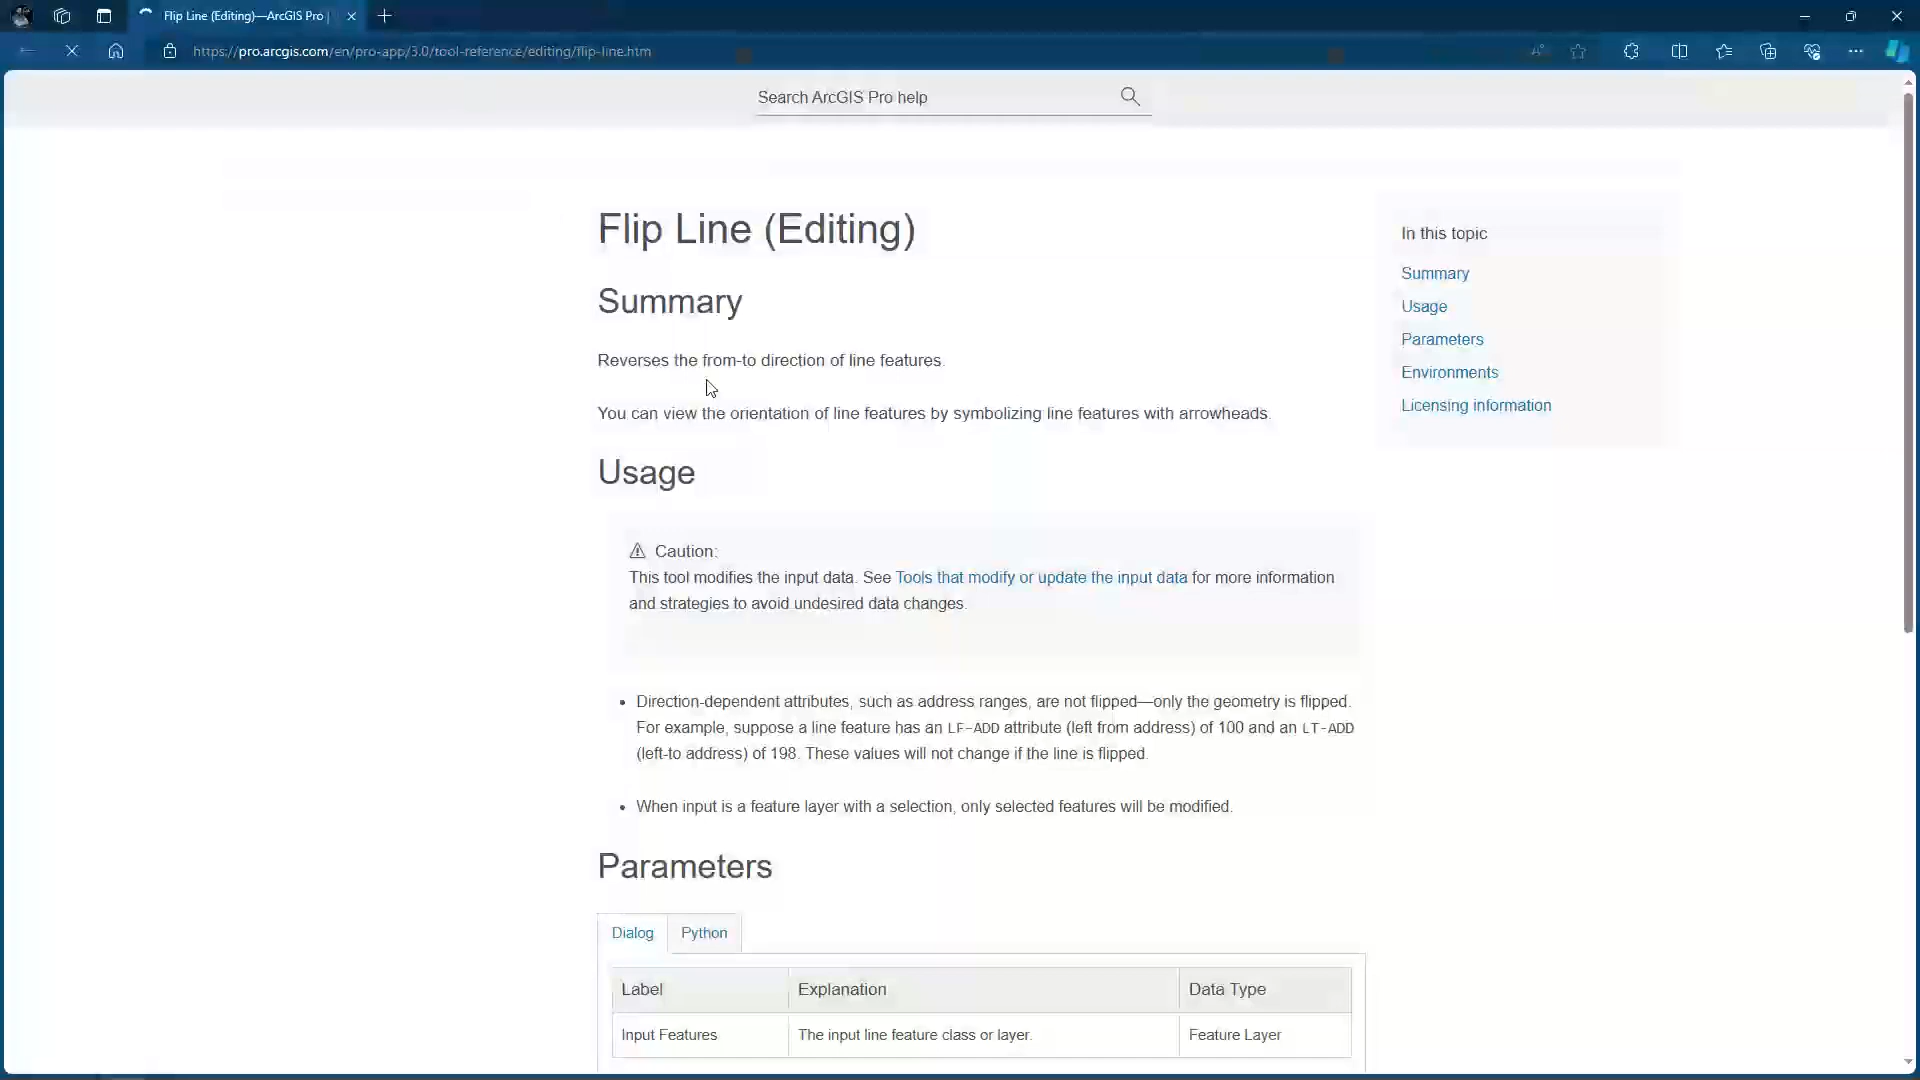 Flip Line (Editing)—ArcGIS Pro |
https://pro.arcgis.com/en/pro-app/3.0/tool-reference/editing/flip-line.htm
Search ArcGIS Pro help
Flip Line (Editing)
Summary
Reverses the from-to direction of line features.
You can view the orientation of line features by symbolizing line features with arrowheads.
Usage
Caution:
This tool modifies the input data. See Tools that modify or update the input data for more information
and strategies to avoid undesired data changes.
• Direction-dependent attributes, such as address ranges, are not flipped—only the geometry is flipped.
For example, suppose a line feature has an LF-ADD attribute (left from address) of 100 and an LT-ADD
(left-to address) of 198. These values will not change if the line is flipped.
• When input is a feature layer with a selection, only selected features will be modified.
Parameters
Dialog Python
Label Explanation Data Type
Input Features The input line feature class or layer. Feature Layer
In this topic
Summary
Usage
Parameters
Environments
Licensing information